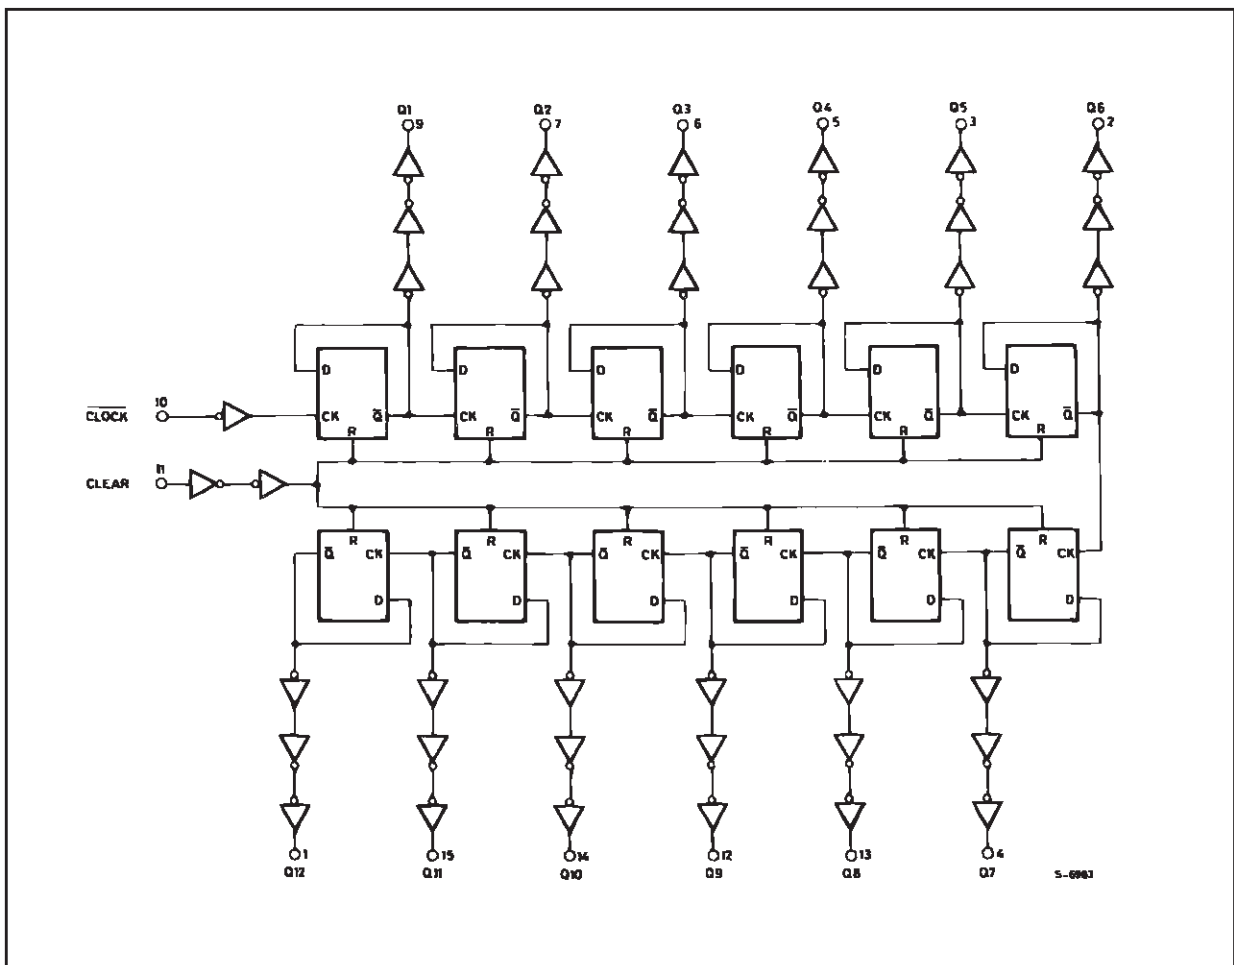 Q1 Q2 Q3 Q4 Q5 Q6
9 7 6 5 3 2
D D D D D D
10
C̅L̅O̅C̅K̅ CK Q̅ CK Q̅ CK Q̅ CK Q̅ CK Q̅ CK Q̅
R R R R R R
11
CLEAR
R R R R R R
Q̅ CK Q̅ CK Q̅ CK Q̅ CK Q̅ CK Q̅ CK
D D D D D D
1 15 14 12 13 4
Q12 Q11 Q10 Q9 Q8 Q7